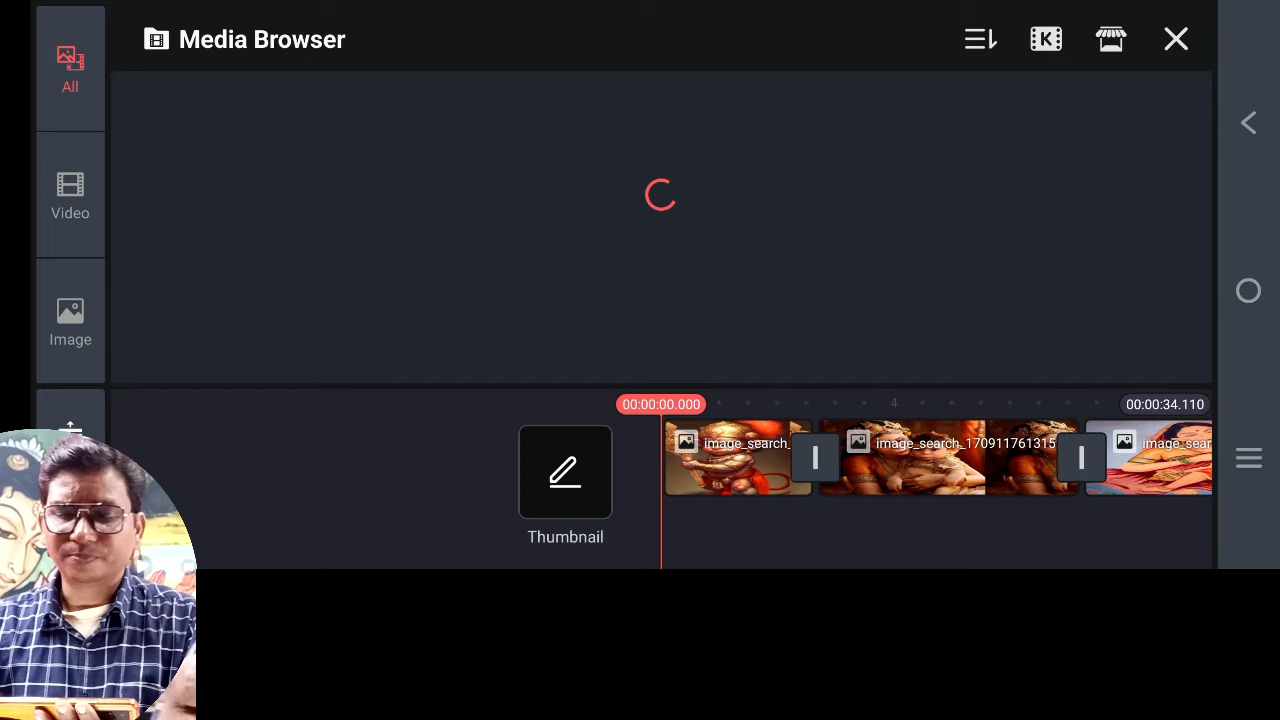 Media Browser
All
Video
Image
00:00:00.000
4
00:00:34.110
image_search_
image_search_170911761315
image_sear
Thumbnail